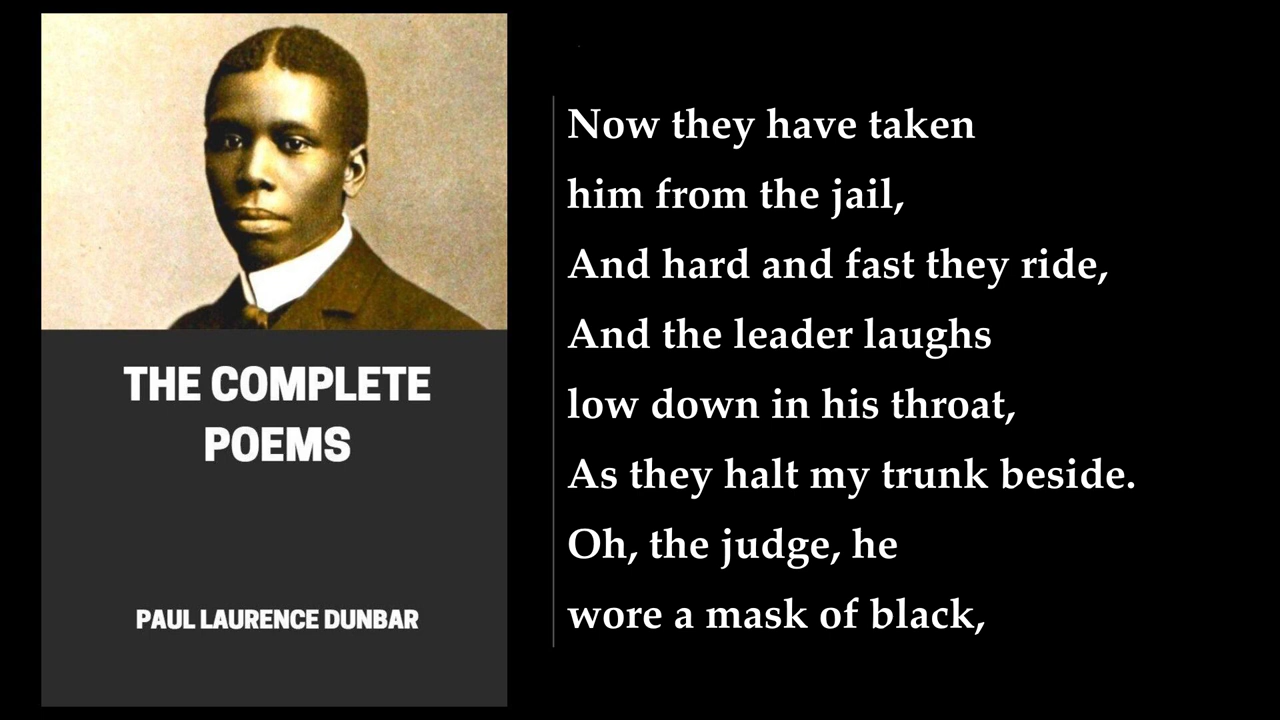 THE COMPLETE
POEMS
PAUL LAURENCE DUNBAR
Now they have taken
him from the jail,
And hard and fast they ride,
And the leader laughs
low down in his throat,
As they halt my trunk beside.
Oh, the judge, he
wore a mask of black,